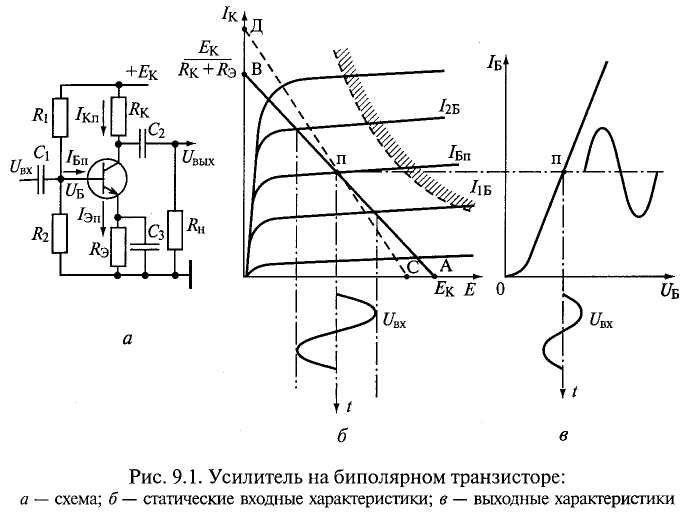 +E_К
R_1
I_Кп
R_К
C_2
U_вх
C_1
I_Бп
U_вых
U_Б
I_Эп
R_2
R_Э
C_3
R_Н
а
I_К
Д
E_К
R_К + R_Э
В
I_2Б
I_Бп
П
I_1Б
С
А
E_К
E
U_вх
t
б
I_Б
П
0
U_Б
U_вх
t
в
Рис. 9.1. Усилитель на биполярном транзисторе:
а — схема; б — статические входные характеристики; в — выходные характеристики